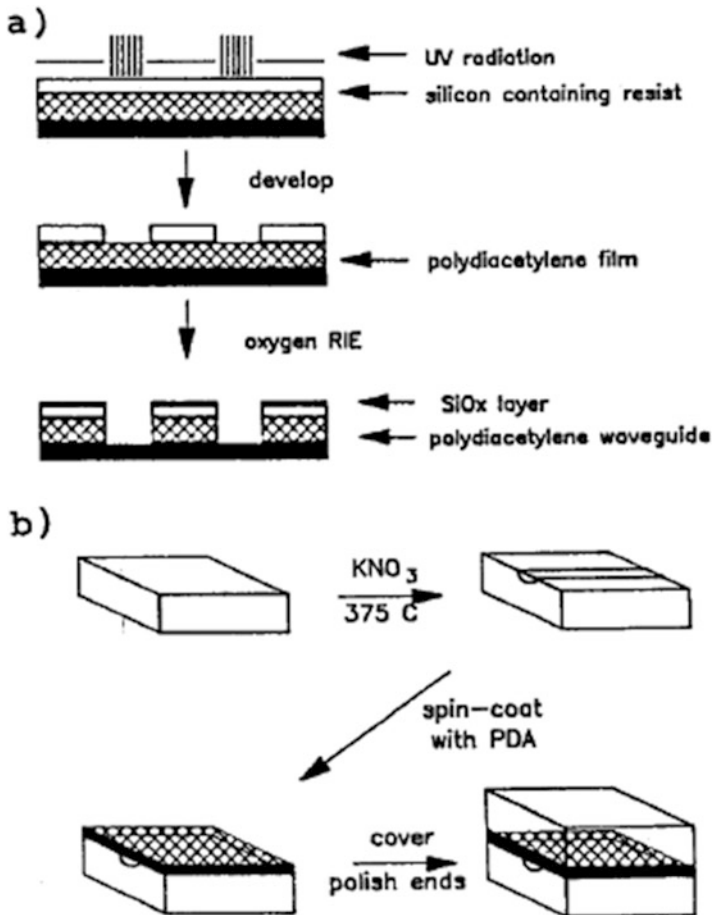 a)
UV radiation
silicon containing resist
develop
polydiacetylene film
oxygen RIE
SiOx layer
polydiacetylene waveguide
b)
KNO₃
375 C
spin-coat
with PDA
cover
polish ends